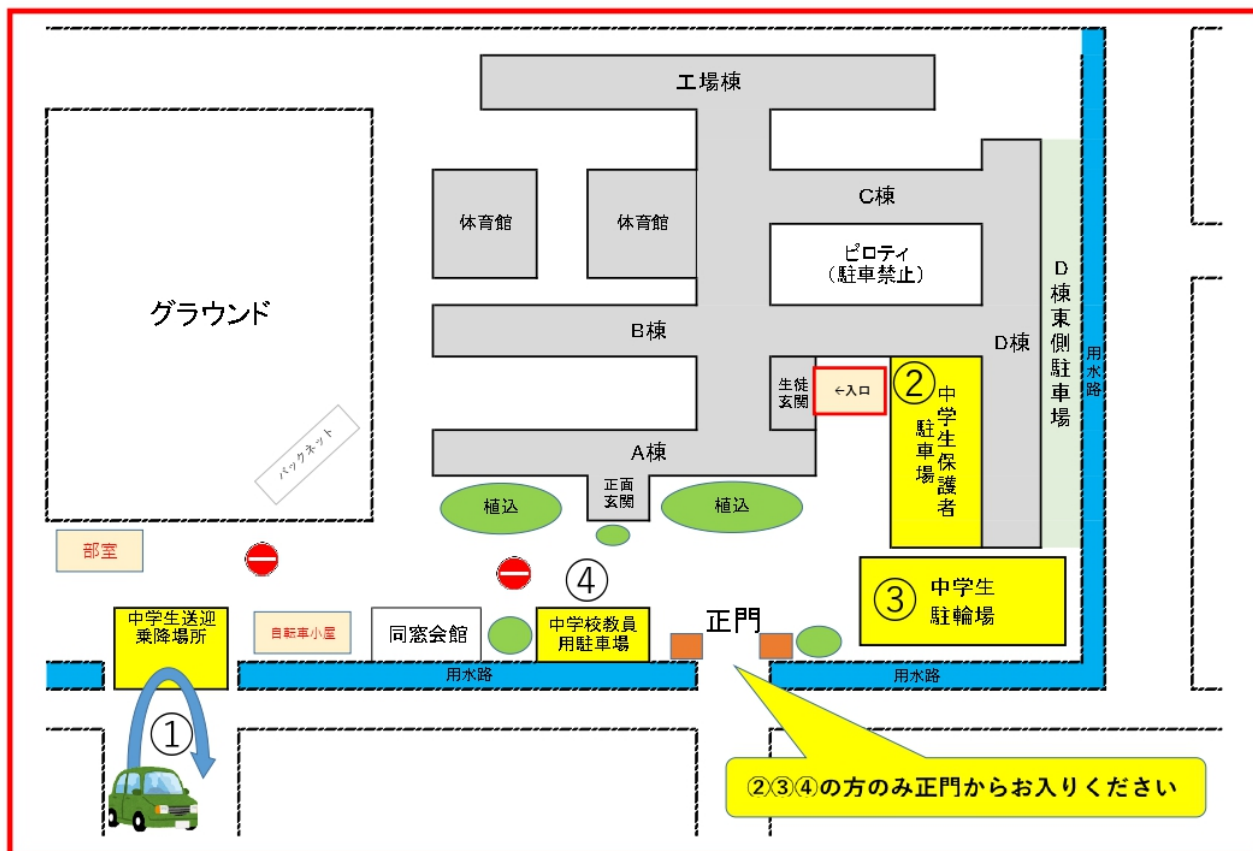 工場棟
体育館
体育館
C棟
ピロティ
(駐車禁止)
グラウンド
B棟
D棟
D棟東側駐車場
用水路
生徒
玄関
←入口
②
中学生保護者
駐車場
バックネット
A棟
正面
玄関
植込
植込
部室
④
③
中学生
駐輪場
中学生送迎
乗降場所
自転車小屋
同窓会館
中学校教員
用駐車場
正門
用水路
用水路
①
②③④の方のみ正門からお入りください